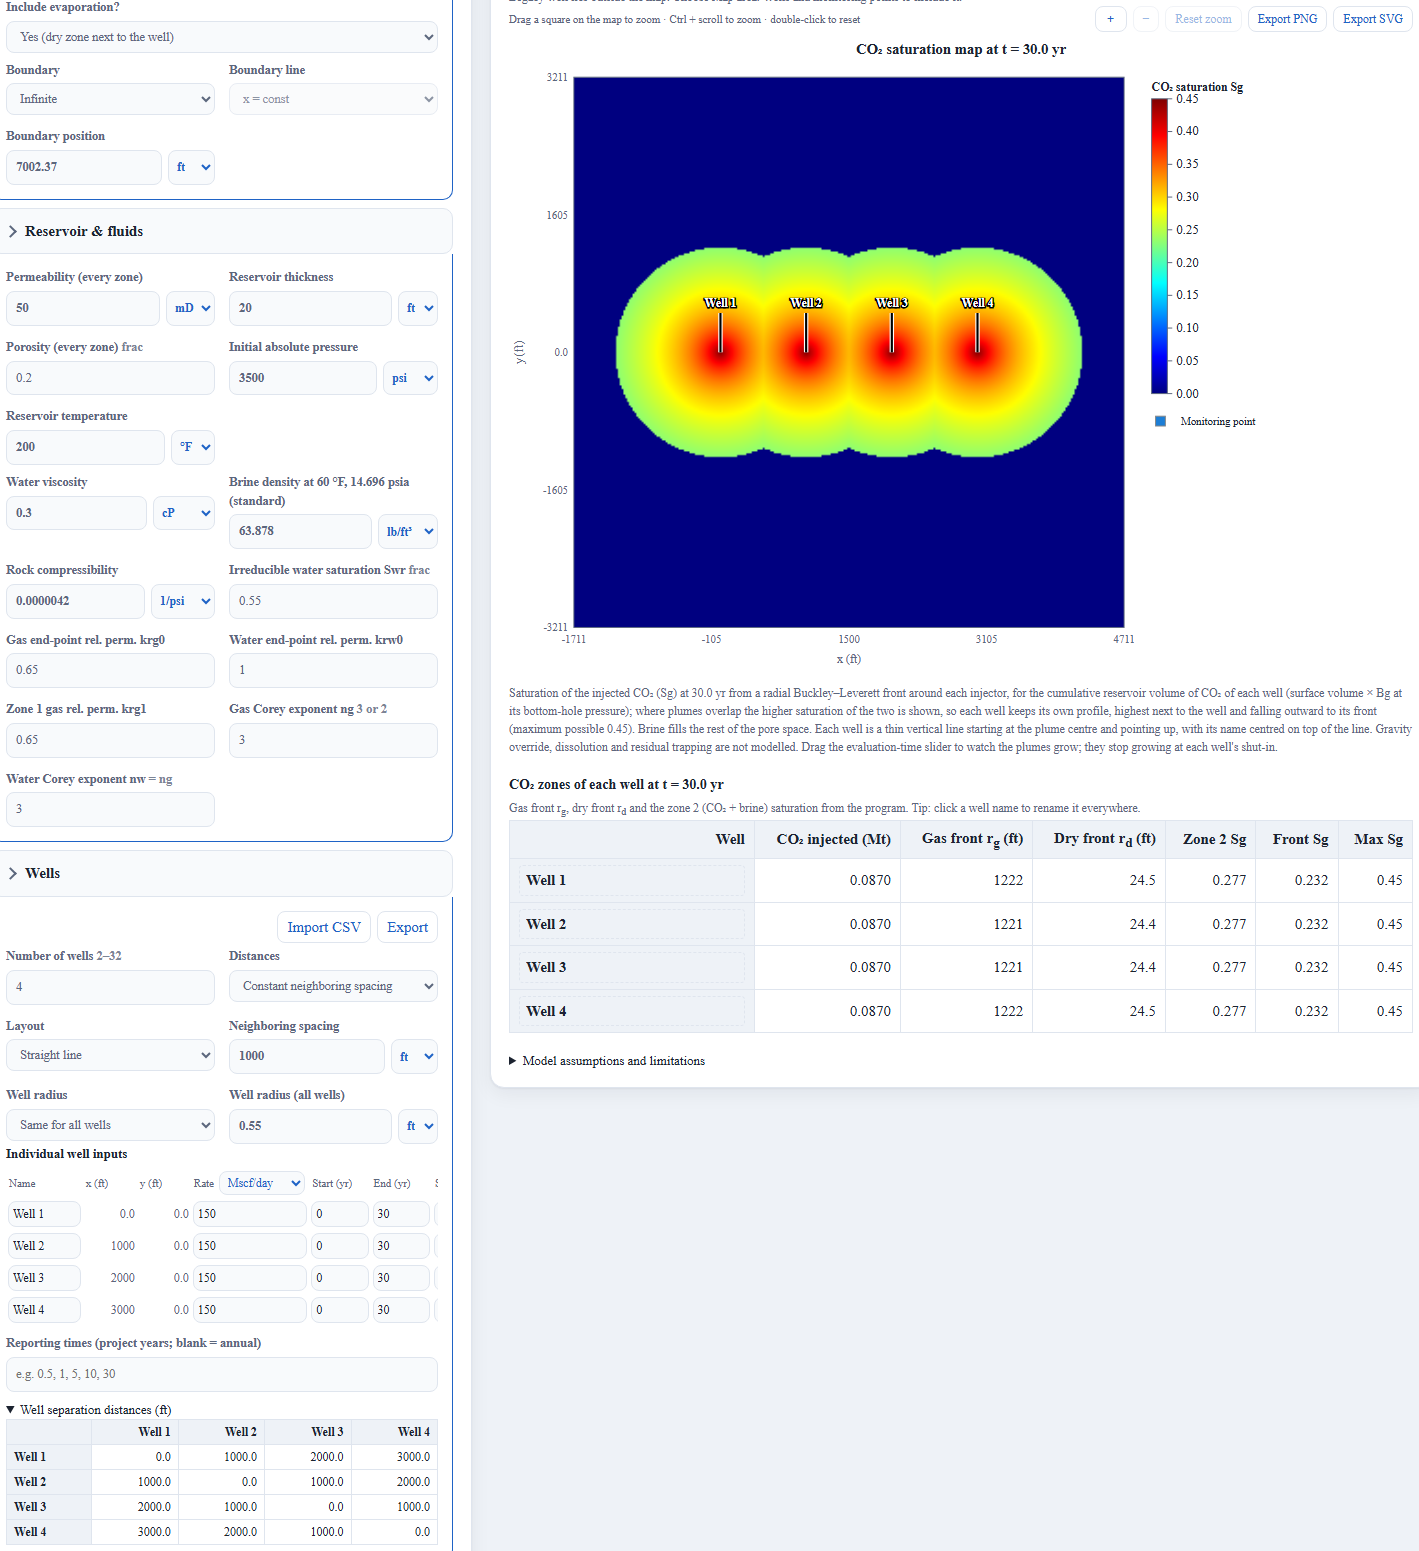 Include evaporation?
Yes (dry zone next to the well)
Boundary
Boundary line
Infinite
x = const
Boundary position
7002.37
ft
Reservoir & fluids
Permeability (every zone)
Reservoir thickness
50
mD
20
ft
Porosity (every zone) frac
Initial absolute pressure
0.2
3500
psi
Reservoir temperature
200
°F
Water viscosity
Brine density at 60 °F, 14.696 psia (standard)
0.3
cP
63.878
lb/ft³
Rock compressibility
Irreducible water saturation Swr frac
0.0000042
1/psi
0.55
Gas end-point rel. perm. krg0
Water end-point rel. perm. krw0
0.65
1
Zone 1 gas rel. perm. krg1
Gas Corey exponent ng 3 or 2
0.65
3
Water Corey exponent nw = ng
3
Wells
Import CSV
Export
Number of wells 2–32
Distances
4
Constant neighboring spacing
Layout
Neighboring spacing
Straight line
1000
ft
Well radius
Well radius (all wells)
Same for all wells
0.55
ft
Individual well inputs
Name x (ft) y (ft) Rate Mscf/day Start (yr) End (yr)
Well 1 0.0 0.0 150 0 30
Well 2 1000 0.0 150 0 30
Well 3 2000 0.0 150 0 30
Well 4 3000 0.0 150 0 30
Reporting times (project years; blank = annual)
e.g. 0.5, 1, 5, 10, 30
Well separation distances (ft)
Well 1 Well 2 Well 3 Well 4
Well 1 0.0 1000.0 2000.0 3000.0
Well 2 1000.0 0.0 1000.0 2000.0
Well 3 2000.0 1000.0 0.0 1000.0
Well 4 3000.0 2000.0 1000.0 0.0
Drag a square on the map to zoom · Ctrl + scroll to zoom · double-click to reset
+
−
Reset zoom
Export PNG
Export SVG
CO₂ saturation map at t = 30.0 yr
3211
1605
0.0
-1605
-3211
y (ft)
Well 1
Well 2
Well 3
Well 4
-1711
-105
1500
3105
4711
x (ft)
CO₂ saturation Sg
0.45
0.40
0.35
0.30
0.25
0.20
0.15
0.10
0.05
0.00
Monitoring point
Saturation of the injected CO₂ (Sg) at 30.0 yr from a radial Buckley–Leverett front around each injector, for the cumulative reservoir volume of CO₂ of each well (surface volume × Bg at
its bottom-hole pressure); where plumes overlap the higher saturation of the two is shown, so each well keeps its own profile, highest next to the well and falling outward to its front
(maximum possible 0.45). Brine fills the rest of the pore space. Each well is a thin vertical line starting at the plume centre and pointing up, with its name centred on top of the line. Gravity
override, dissolution and residual trapping are not modelled. Drag the evaluation-time slider to watch the plumes grow; they stop growing at each well's shut-in.
CO₂ zones of each well at t = 30.0 yr
Gas front rg, dry front rd and the zone 2 (CO₂ + brine) saturation from the program. Tip: click a well name to rename it everywhere.
Well CO₂ injected (Mt) Gas front rg (ft) Dry front rd (ft) Zone 2 Sg Front Sg Max Sg
Well 1 0.0870 1222 24.5 0.277 0.232 0.45
Well 2 0.0870 1221 24.4 0.277 0.232 0.45
Well 3 0.0870 1221 24.4 0.277 0.232 0.45
Well 4 0.0870 1222 24.5 0.277 0.232 0.45
Model assumptions and limitations